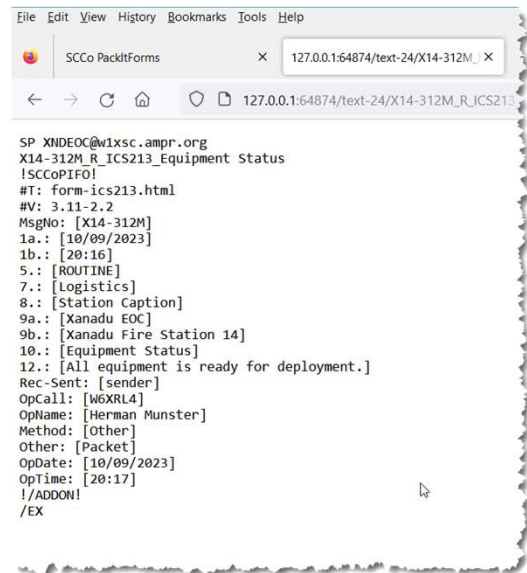 File Edit View History Bookmarks Tools Help
SCCo PackItForms × 127.0.0.1:64874/text-24/X14-312M_ ×
127.0.0.1:64874/text-24/X14-312M_R_ICS213
SP XNDEOC@w1xsc.ampr.org
X14-312M_R_ICS213_Equipment Status
!SCCoPIFO!
#T: form-ics213.html
#V: 3.11-2.2
MsgNo: [X14-312M]
1a.: [10/09/2023]
1b.: [20:16]
5.: [ROUTINE]
7.: [Logistics]
8.: [Station Caption]
9a.: [Xanadu EOC]
9b.: [Xanadu Fire Station 14]
10.: [Equipment Status]
12.: [All equipment is ready for deployment.]
Rec-Sent: [sender]
OpCall: [W6XRL4]
OpName: [Herman Munster]
Method: [Other]
Other: [Packet]
OpDate: [10/09/2023]
OpTime: [20:17]
!/ADDON!
/EX